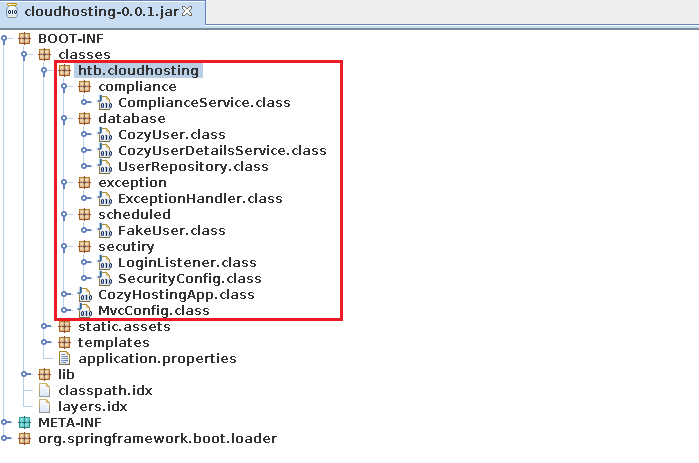 cloudhosting-0.0.1.jar
BOOT-INF
classes
htb.cloudhosting
compliance
ComplianceService.class
database
CozyUser.class
CozyUserDetailsService.class
UserRepository.class
exception
ExceptionHandler.class
scheduled
FakeUser.class
secutiry
LoginListener.class
SecurityConfig.class
CozyHostingApp.class
MvcConfig.class
static.assets
templates
application.properties
lib
classpath.idx
layers.idx
META-INF
org.springframework.boot.loader